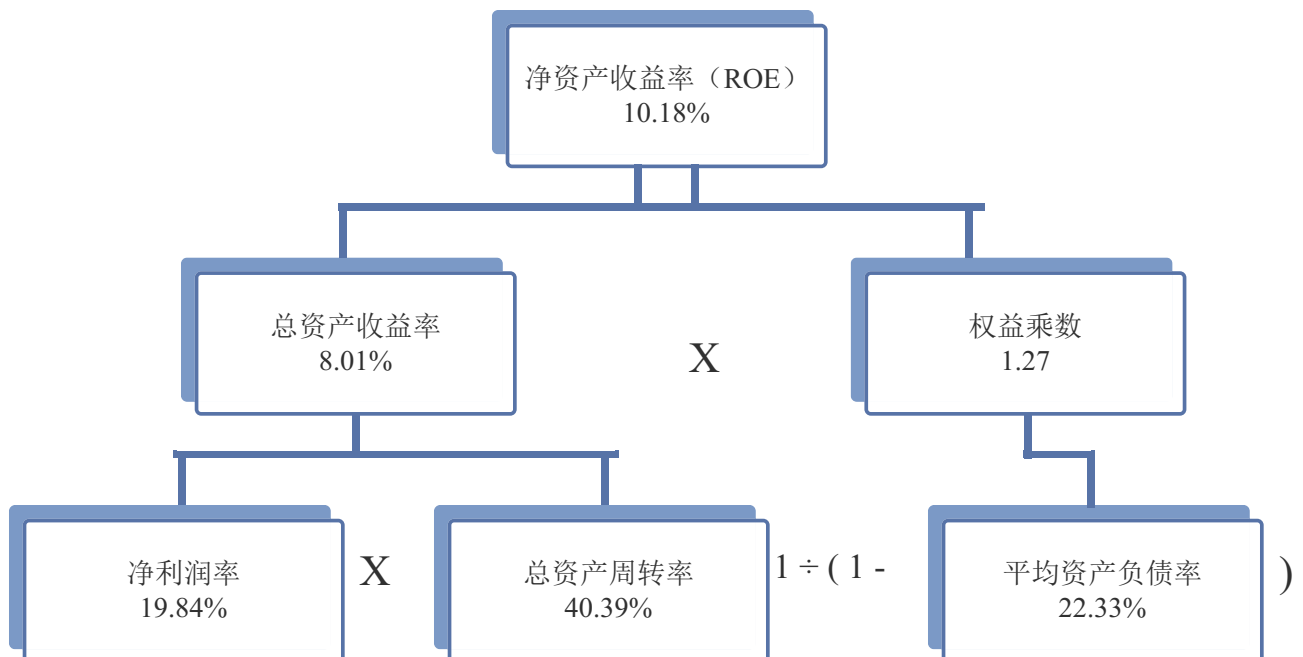 净资产收益率（ROE）
10.18%
总资产收益率
8.01%
X
权益乘数
1.27
净利润率
19.84%
X
总资产周转率
40.39%
1 ÷ ( 1 -
平均资产负债率
22.33%
)